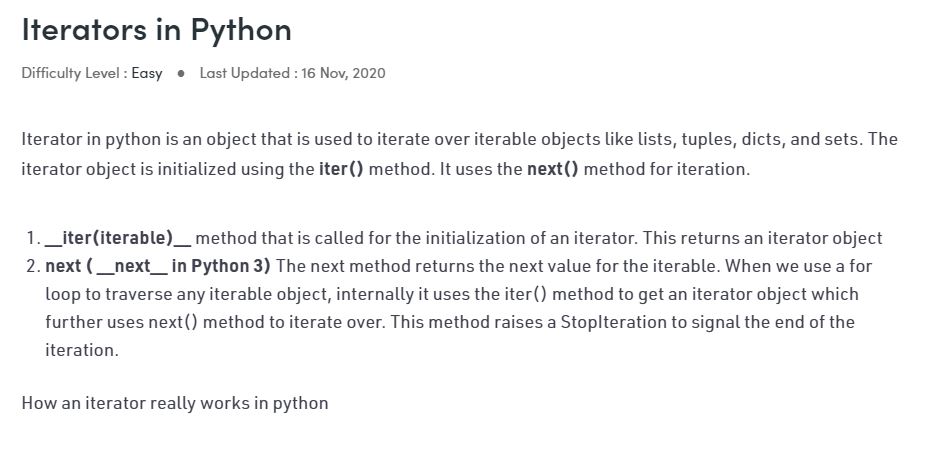 Iterators in Python
Difficulty Level : Easy ● Last Updated : 16 Nov, 2020
Iterator in python is an object that is used to iterate over iterable objects like lists, tuples, dicts, and sets. The
iterator object is initialized using the iter() method. It uses the next() method for iteration.
1. __iter(iterable)__ method that is called for the initialization of an iterator. This returns an iterator object
2. next ( __next__ in Python 3) The next method returns the next value for the iterable. When we use a for
loop to traverse any iterable object, internally it uses the iter() method to get an iterator object which
further uses next() method to iterate over. This method raises a StopIteration to signal the end of the
iteration.
How an iterator really works in python